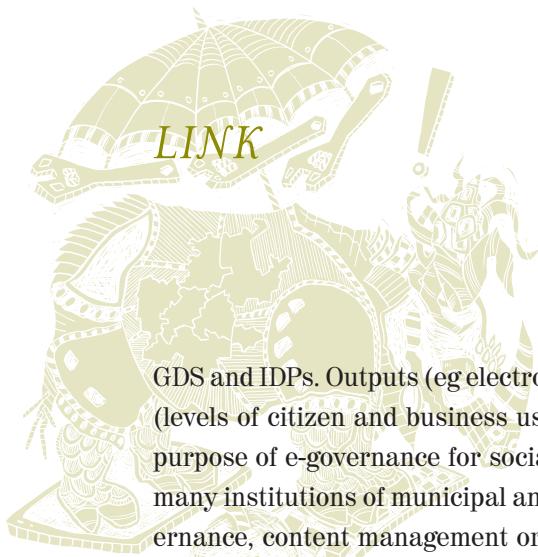 LINK
GDS and IDPs. Outputs (eg electro
(levels of citizen and business us
purpose of e-governance for socia
many institutions of municipal an
ernance, content management or